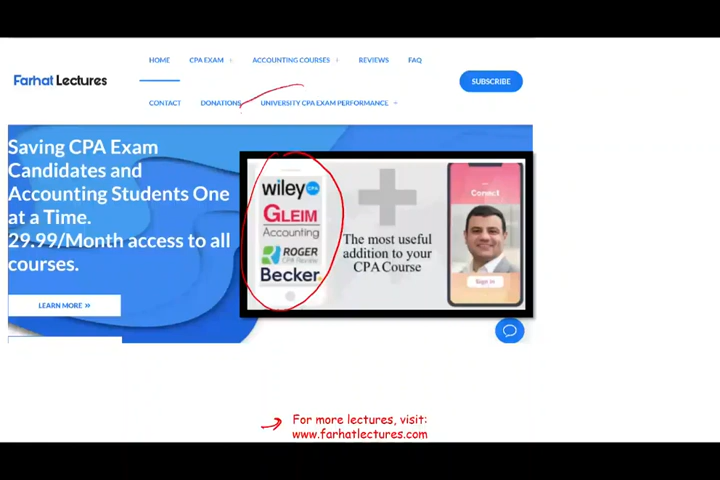 HOME CPA EXAM ACCOUNTING COURSES REVIEWS FAQ
Farhat Lectures
SUBSCRIBE
CONTACT DONATIONS UNIVERSITY CPA EXAM PERFORMANCE
Saving CPA Exam
Candidates and
Accounting Students One
at a Time.
29.99/Month access to all
courses.
LEARN MORE »
wiley CPA
GLEIM
Accounting
ROGER
CPA Review
Becker.
The most useful
addition to your
CPA Course
Connect
Sign in
For more lectures, visit:
www.farhatlectures.com